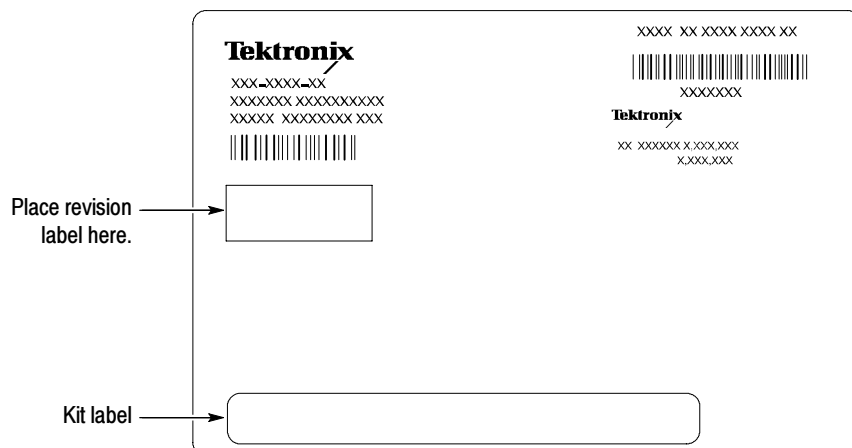 Tektronix
XXX-XXXX-XX
XXXXXXX XXXXXXXXXX
XXXXX XXXXXXXX XXX
XXXX XX XXXX XXXX XX
XXXXXXX
Tektronix
XX XXXXXX X,XXX,XXX
X,XXX,XXX
Place revision
label here.
Kit label